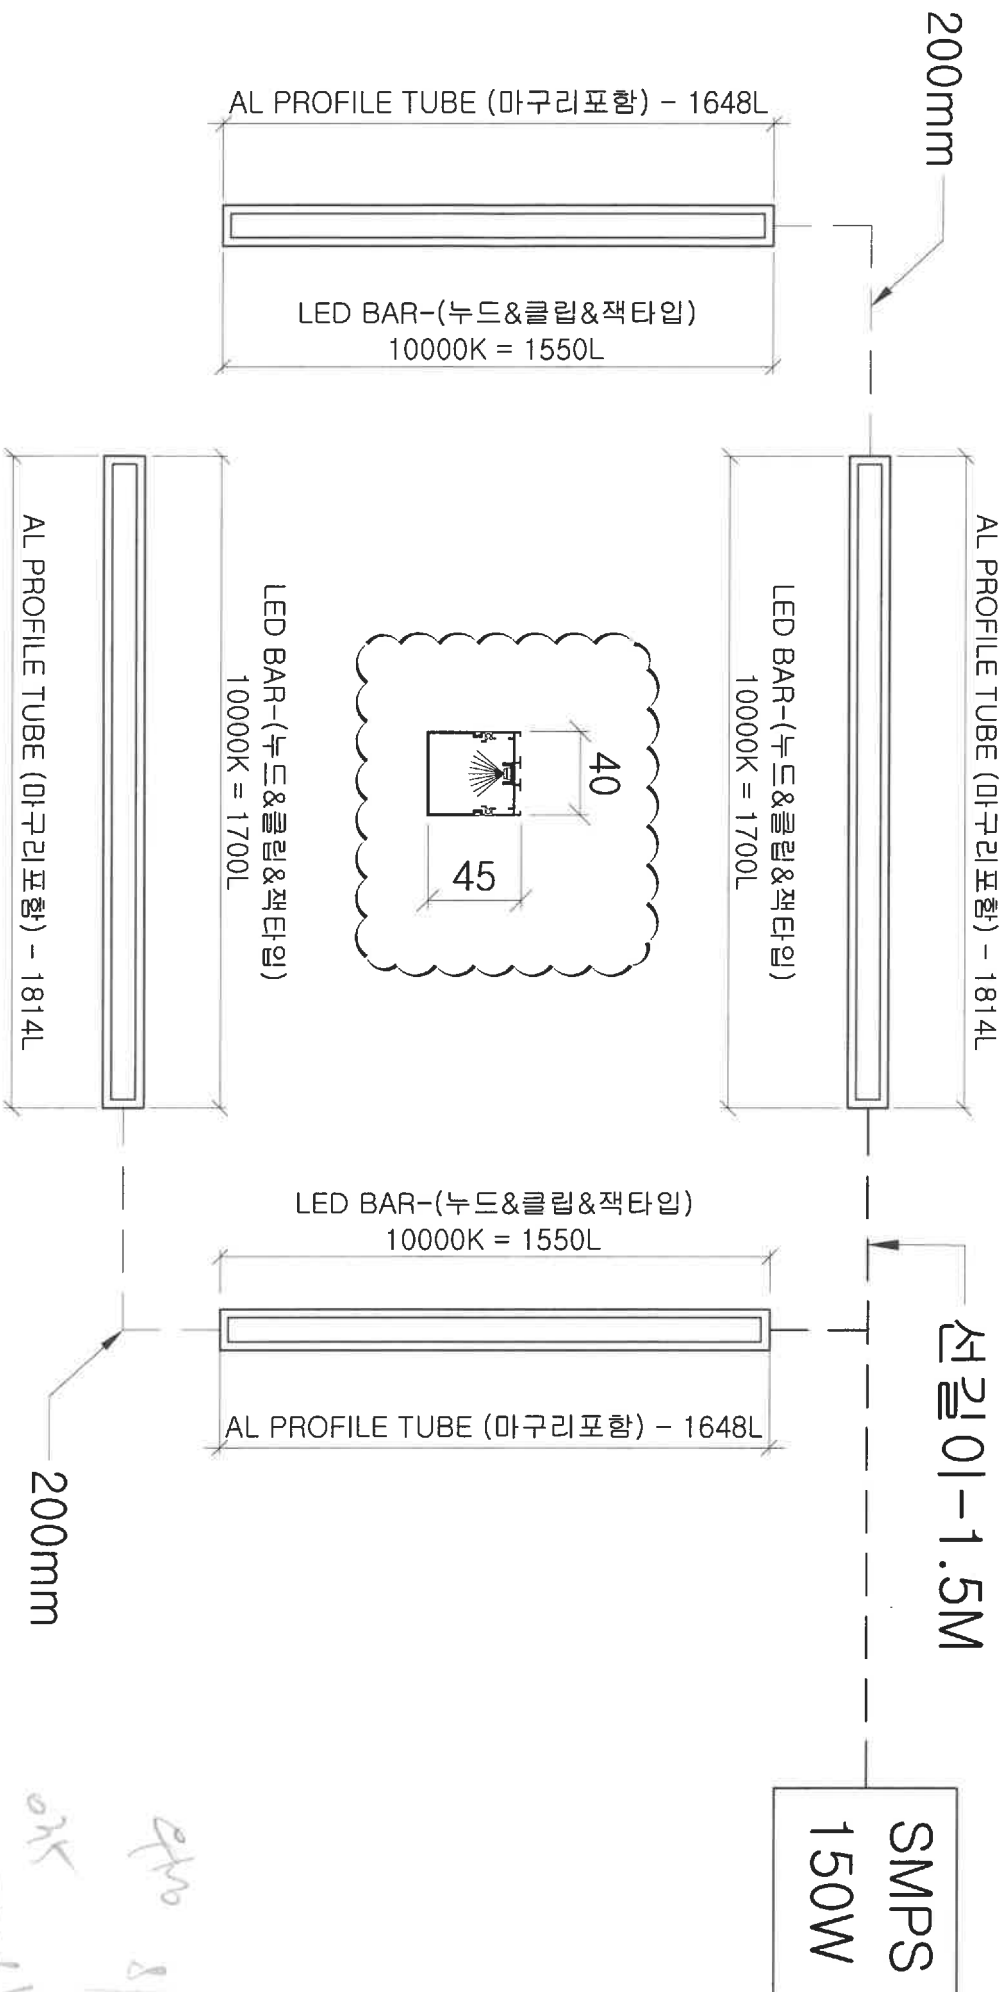 200mm
AL PROFILE TUBE (마구리포함) - 1648L
LED BAR-(누드&클립&잭타입)
10000K = 1550L
AL PROFILE TUBE (마구리포함) - 1814L
LED BAR-(누드&클립&잭타입)
10000K = 1700L
40
45
LED BAR-(누드&클립&잭타입)
10000K = 1700L
AL PROFILE TUBE (마구리포함) - 1814L
선길이-1.5M
LED BAR-(누드&클립&잭타입)
10000K = 1550L
AL PROFILE TUBE (마구리포함) - 1648L
200mm
SMPS
150W